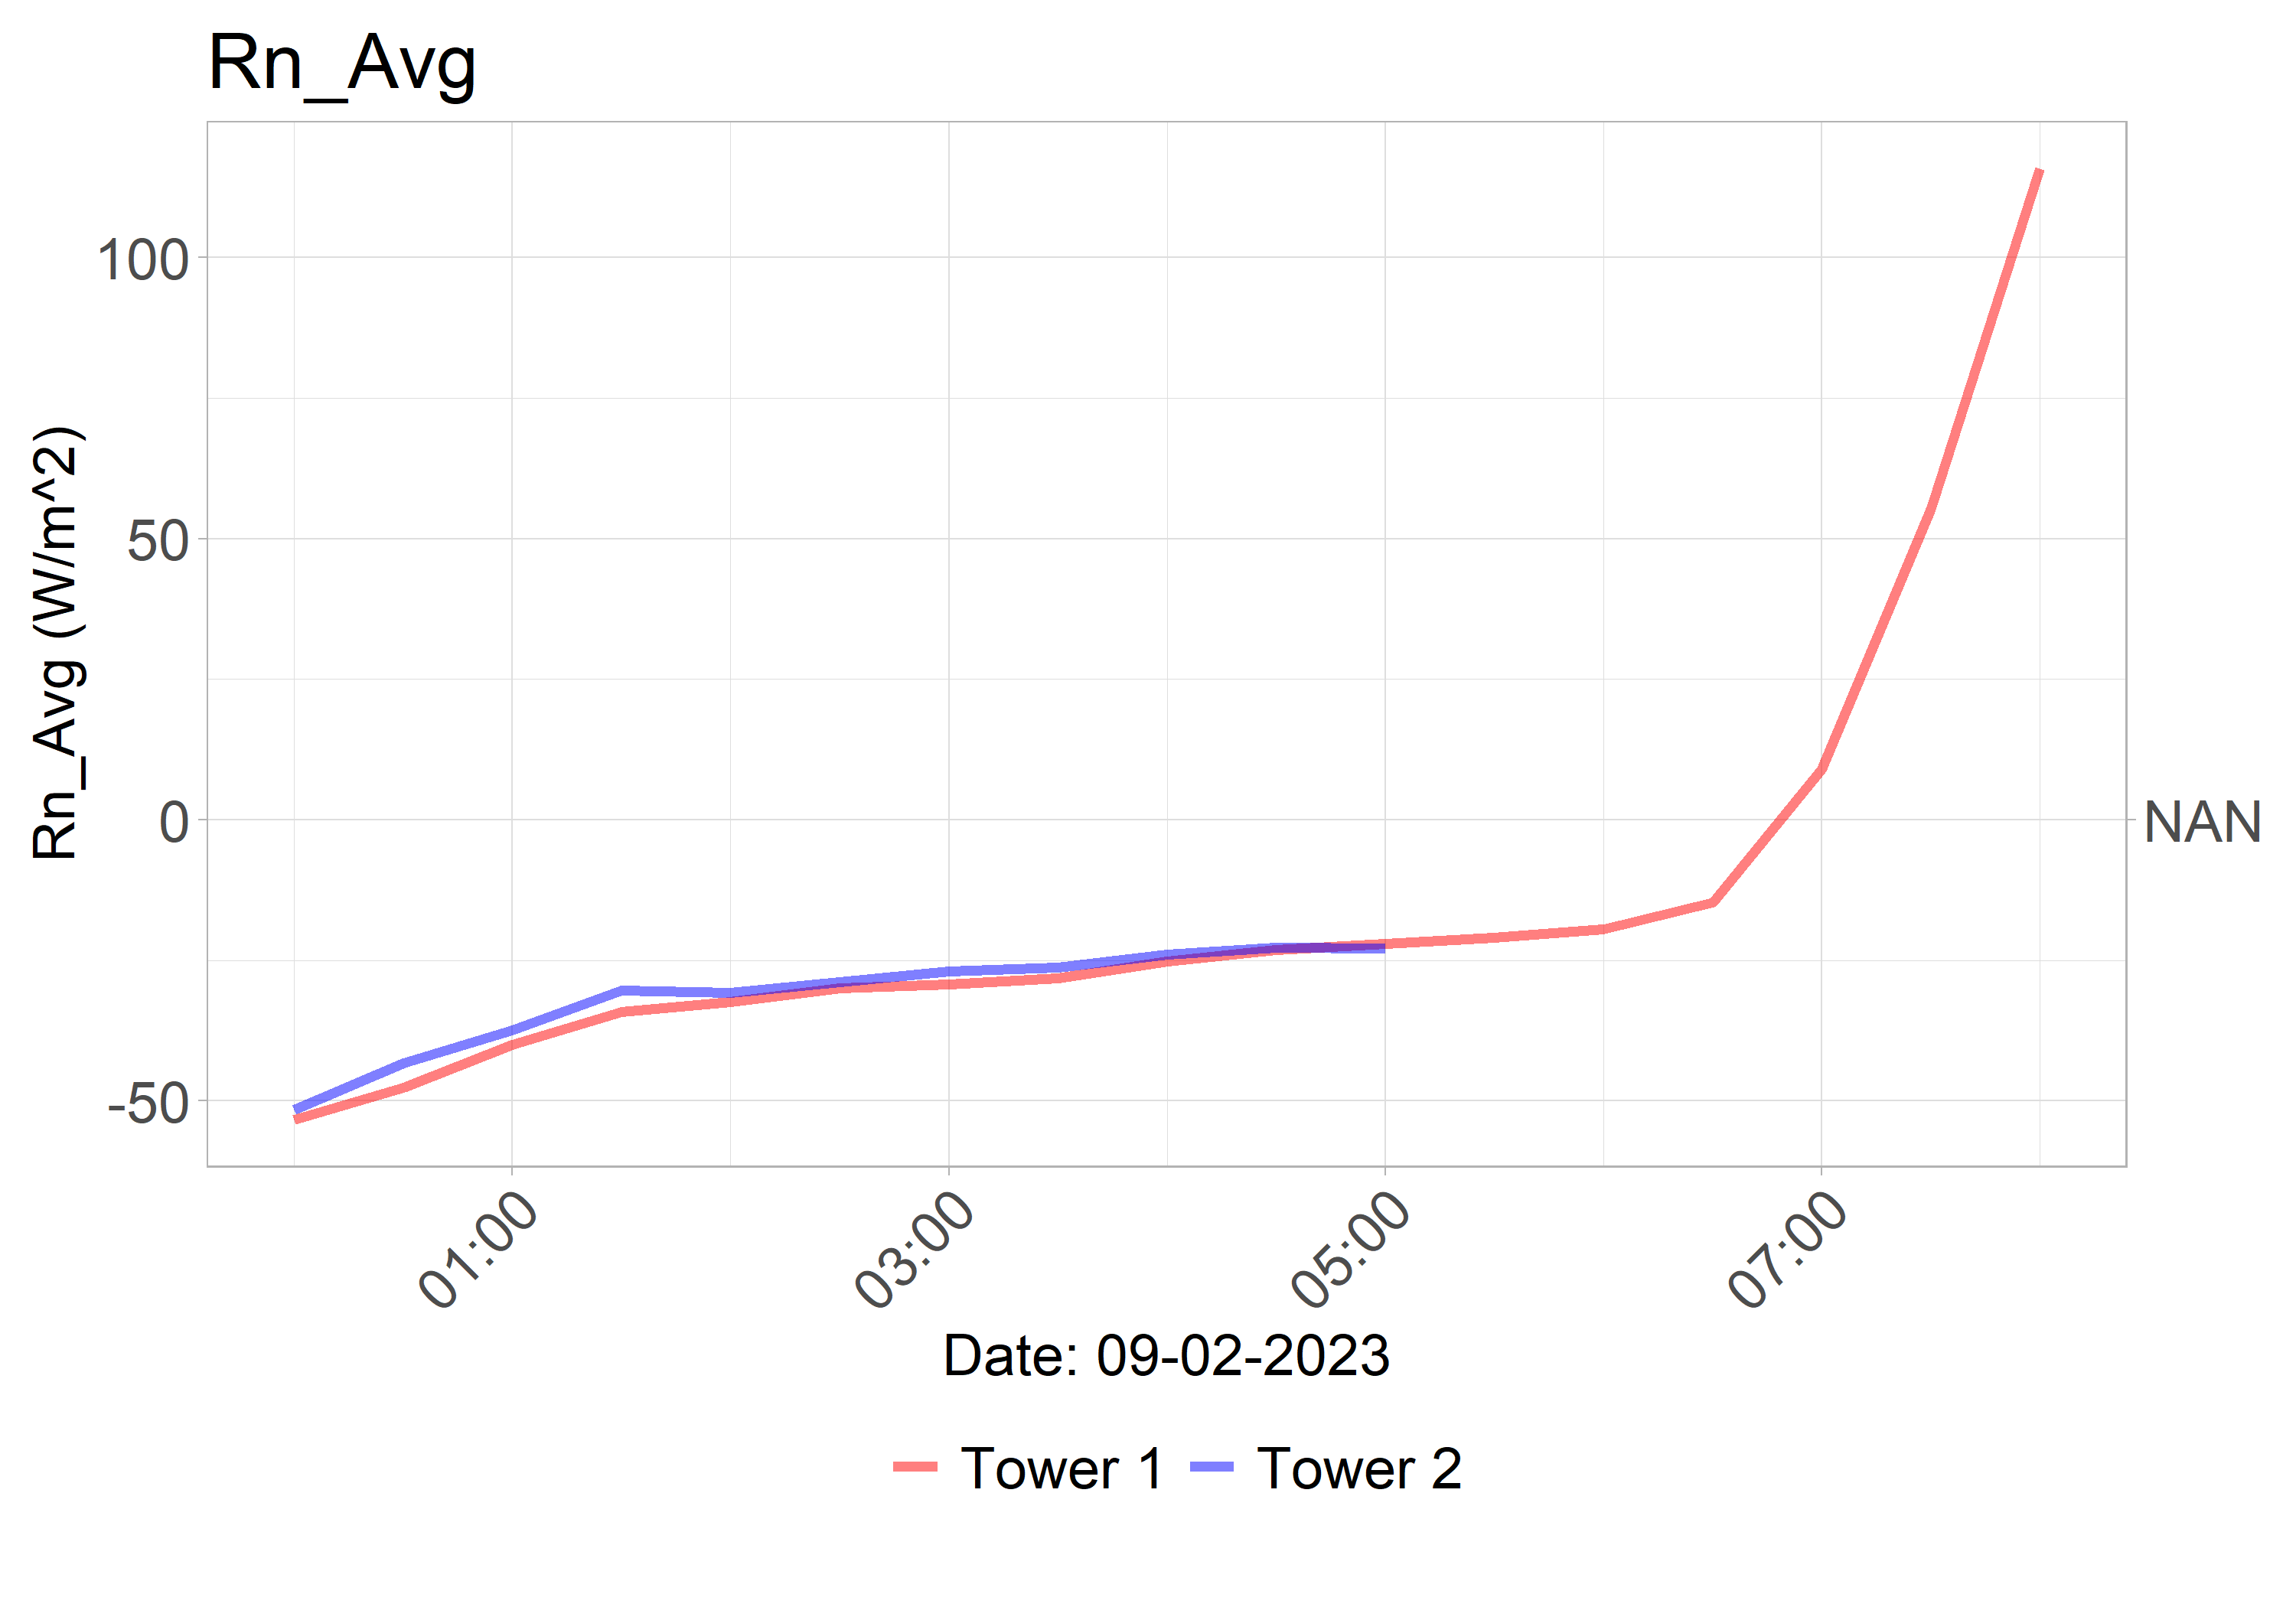 Rn_Avg
Rn_Avg (W/m^2)
100
50
0
-50
NAN
01:00
03:00
05:00
07:00
Date: 09-02-2023
Tower 1
Tower 2